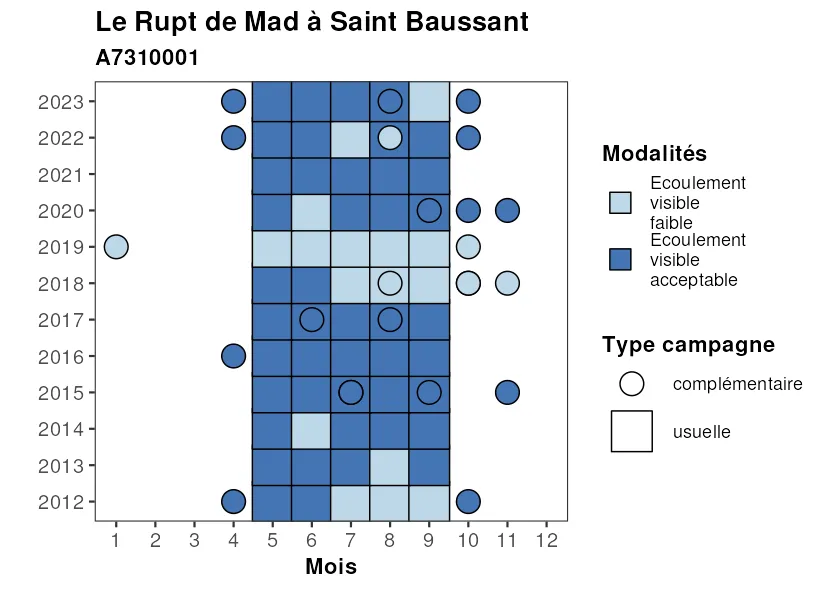 Le Rupt de Mad à Saint Baussant
A7310001
2023
2022
2021
2020
2019
2018
2017
2016
2015
2014
2013
2012
1 2 3 4 5 6 7 8 9 10 11 12
Mois
Modalités
Ecoulement
visible
faible
Ecoulement
visible
acceptable
Type campagne
complémentaire
usuelle